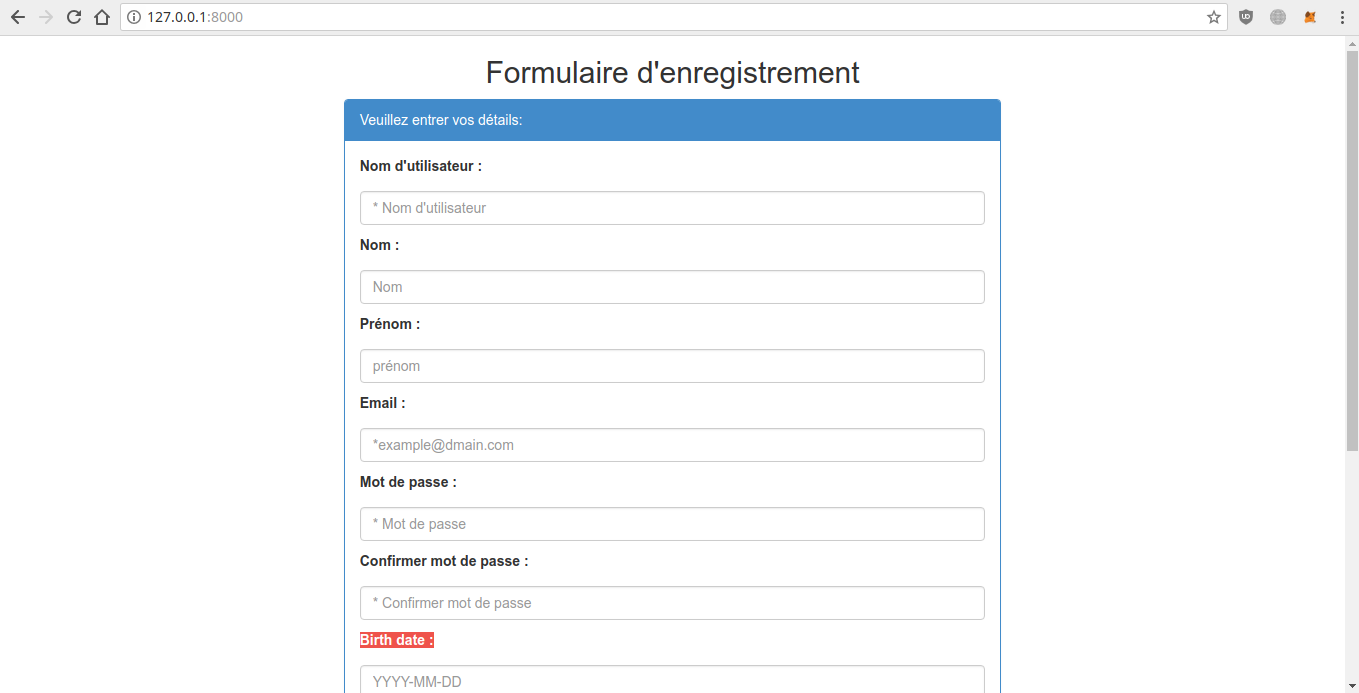 127.0.0.1:8000
Formulaire d'enregistrement
Veuillez entrer vos détails:
Nom d'utilisateur :
* Nom d'utilisateur
Nom :
Nom
Prénom :
prénom
Email :
*example@dmain.com
Mot de passe :
* Mot de passe
Confirmer mot de passe :
* Confirmer mot de passe
Birth date :
YYYY-MM-DD